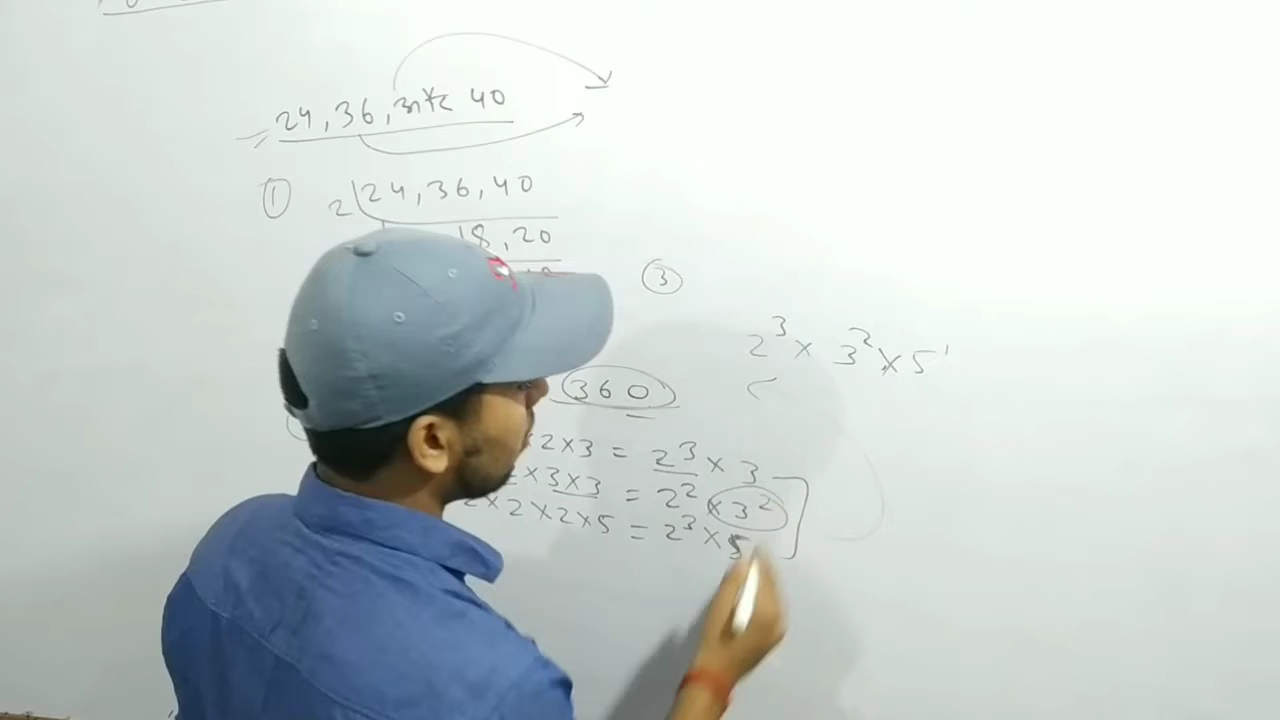 24, 36, और 40
① 2 | 24, 36, 40
18, 20
③
2³ × 3² × 5¹
360
2×3 = 2³ × 3
×3×3 = 2² × 3²
2×2×2×5 = 2³ × 5